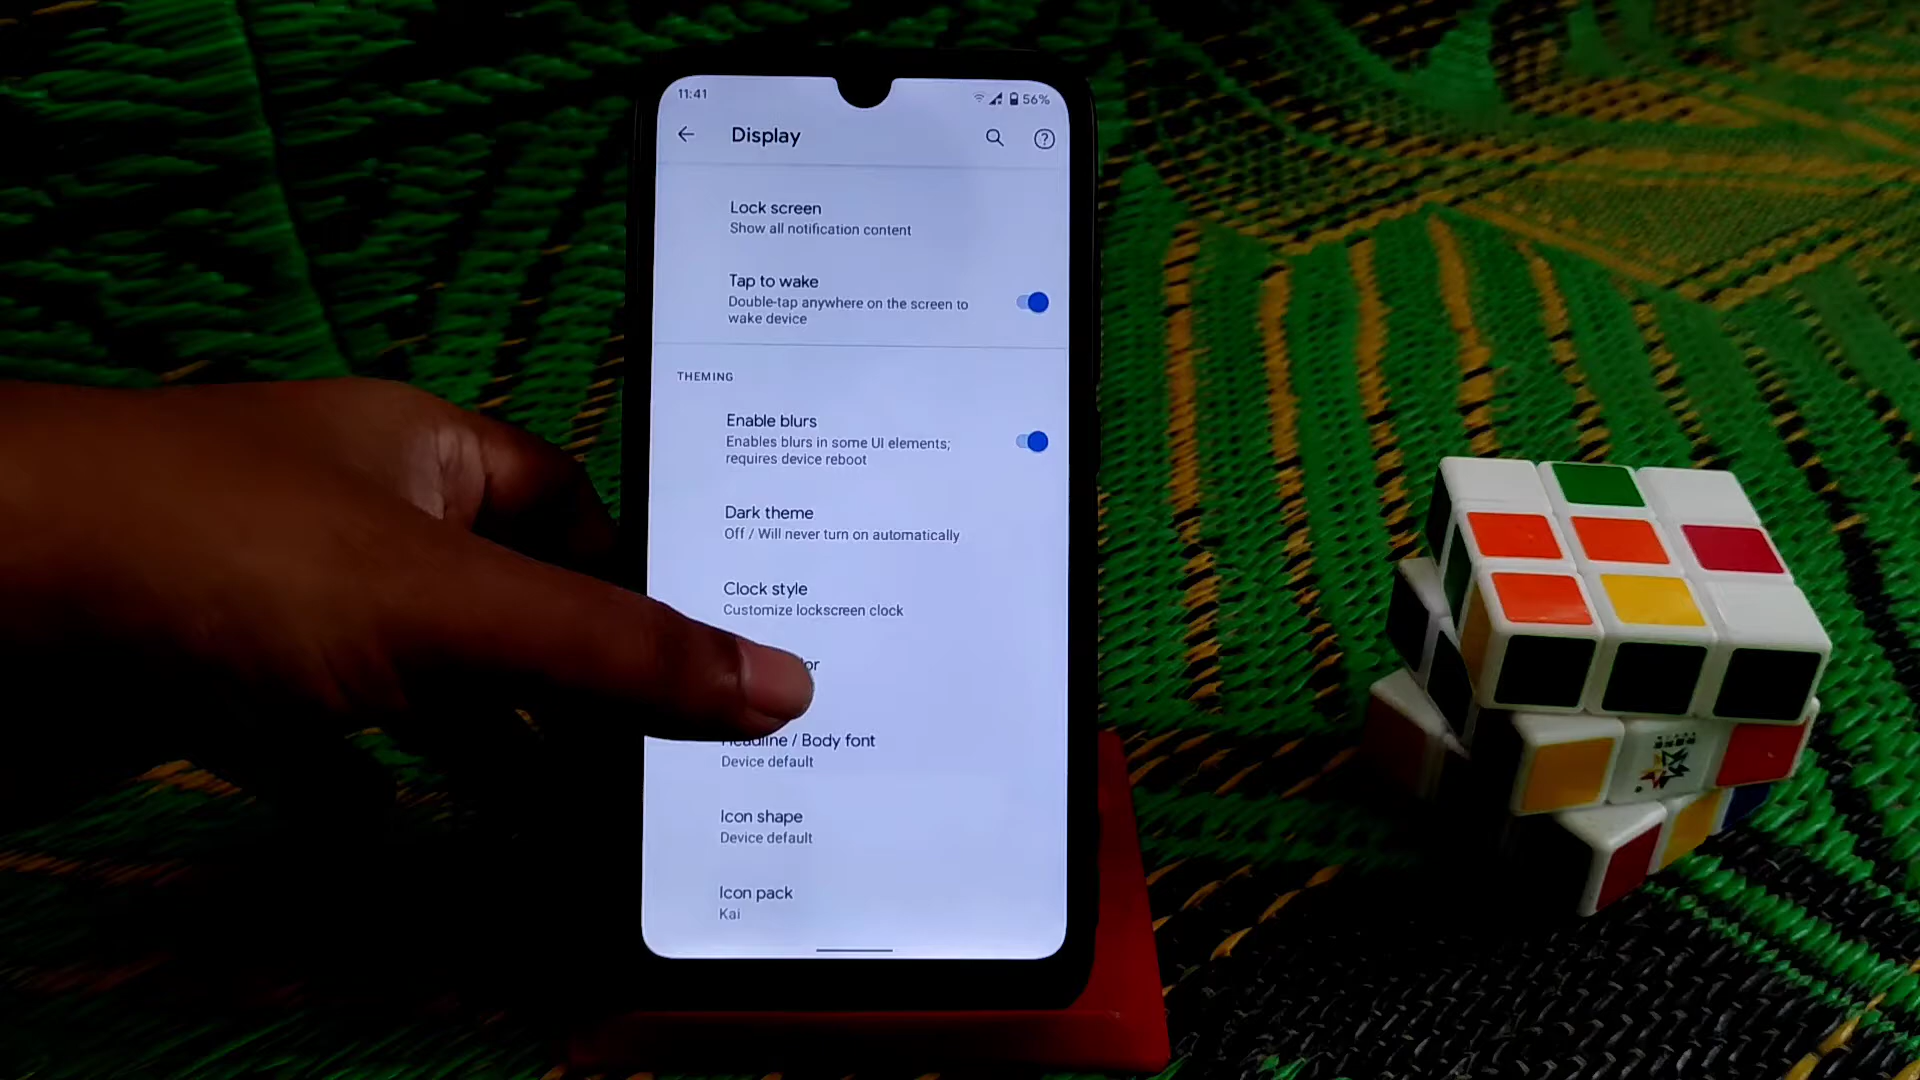 11:41
56%
Display
Lock screen
Show all notification content
Tap to wake
Double-tap anywhere on the screen to
wake device
THEMING
Enable blurs
Enables blurs in some UI elements;
requires device reboot
Dark theme
Off / Will never turn on automatically
Clock style
Customize lockscreen clock
Headline / Body font
Device default
Icon shape
Device default
Icon pack
Kai